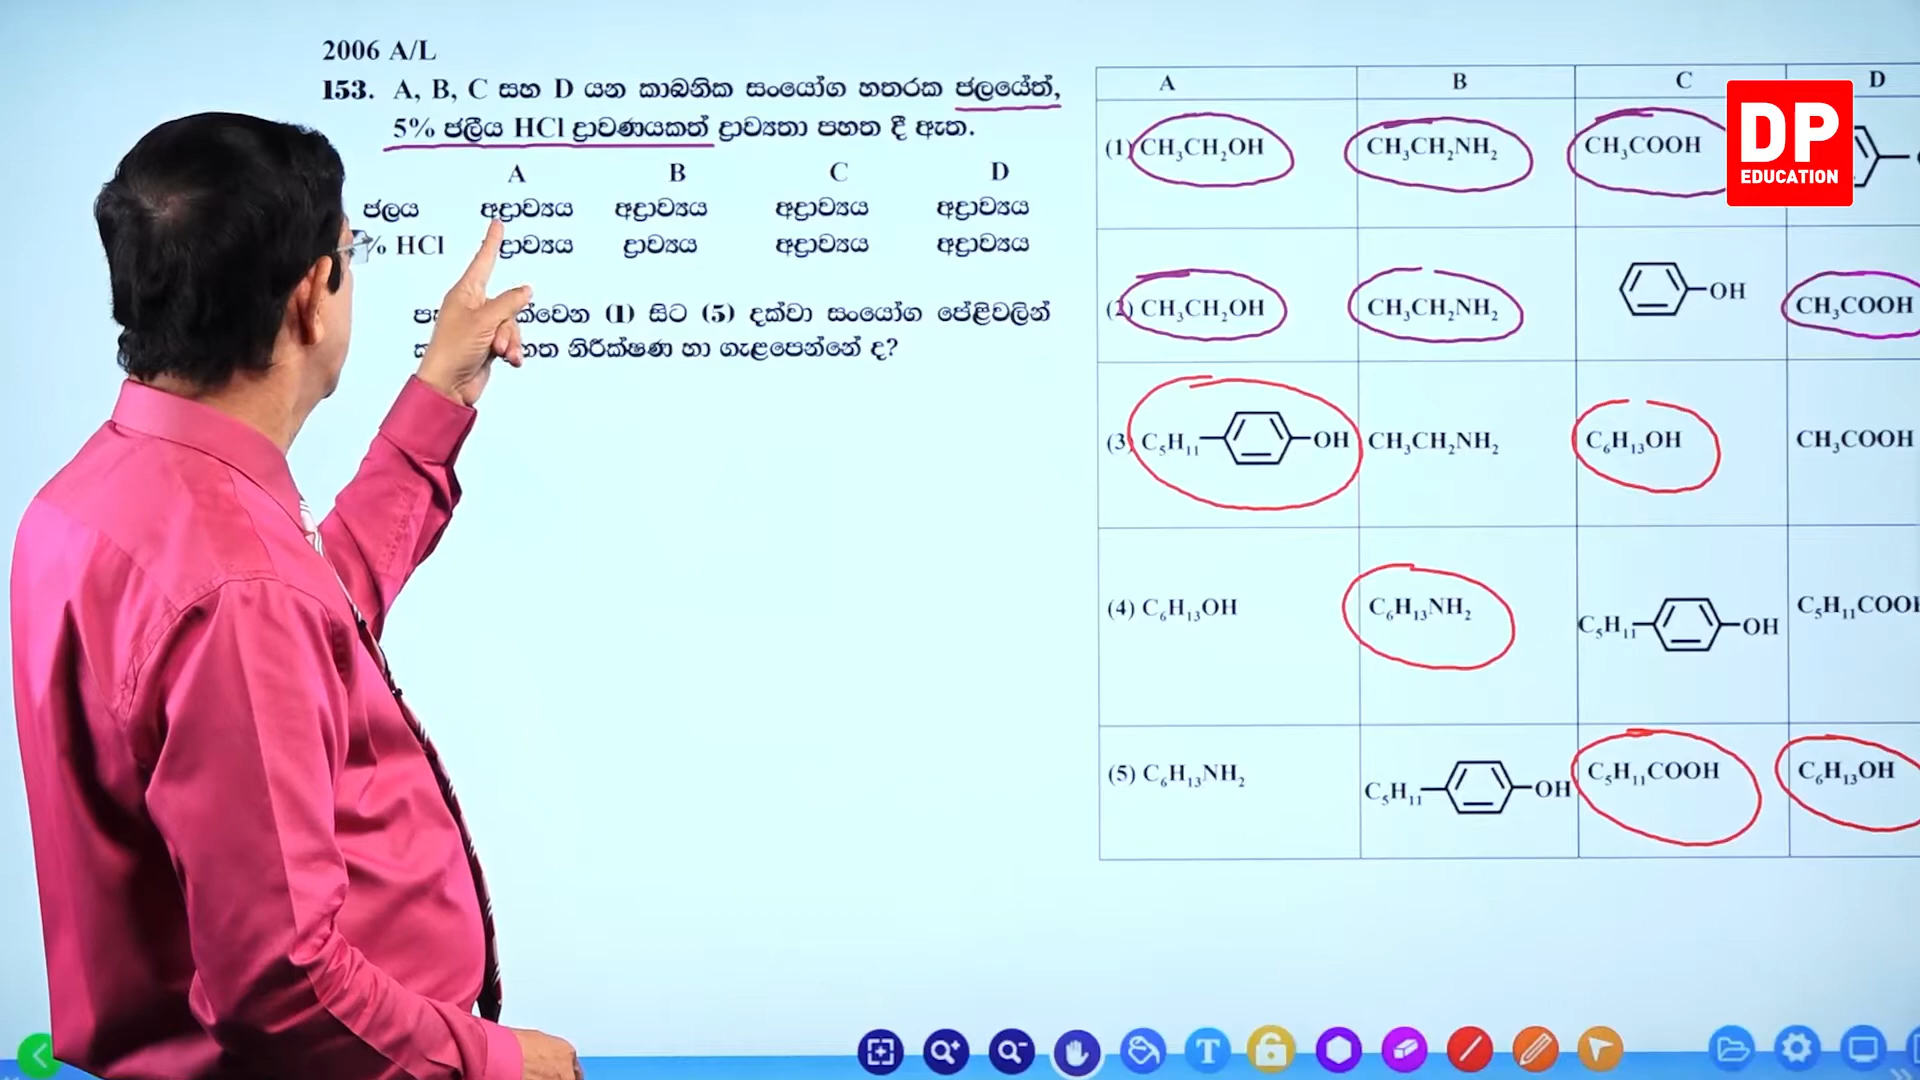 2006 A/L
153. A, B, C සහ D යන කාබනික සංයෝග හතරක ජලයේත්,
5% ජලීය HCl ද්‍රාවණයකත් ද්‍රාව්‍යතා පහත දී ඇත.
A B C D
ජලය අද්‍රාව්‍යය අද්‍රාව්‍යය අද්‍රාව්‍යය අද්‍රාව්‍යය
% HCl ද්‍රාව්‍යය ද්‍රාව්‍යය අද්‍රාව්‍යය අද්‍රාව්‍යය
(1) සිට (5) දක්වා සංයෝග පේළිවලින්
නිරීක්ෂණ හා ගැළපෙන්නේ ද?
A B C D
(1) CH₃CH₂OH CH₃CH₂NH₂ CH₃COOH
(2) CH₃CH₂OH CH₃CH₂NH₂ OH CH₃COOH
(3) C₅H₁₁ OH CH₃CH₂NH₂ C₆H₁₃OH CH₃COOH
(4) C₆H₁₃OH C₆H₁₃NH₂ C₅H₁₁ OH C₅H₁₁COOH
(5) C₆H₁₃NH₂ C₅H₁₁ OH C₅H₁₁COOH C₆H₁₃OH
DP
EDUCATION
T